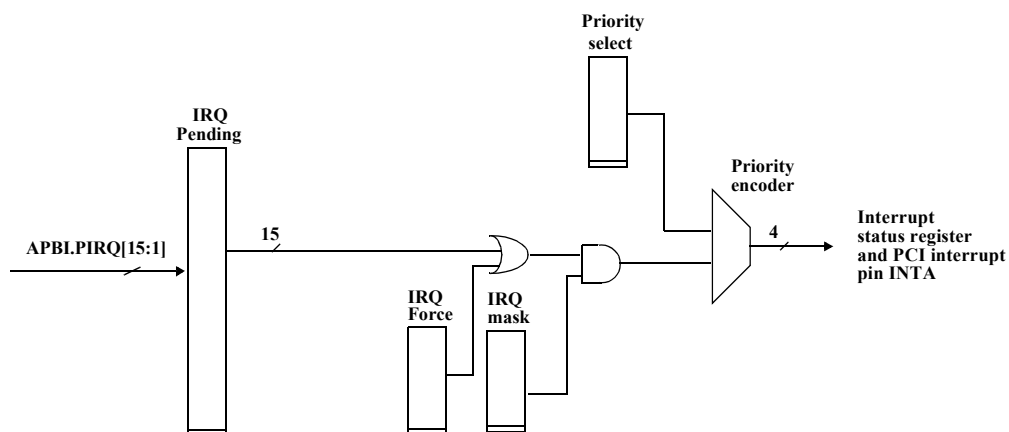 Priority
select
IRQ
Pending
Priority
encoder
APBI.PIRQ[15:1]
15
4
Interrupt
status register
and PCI interrupt
pin INTA
IRQ
Force
IRQ
mask